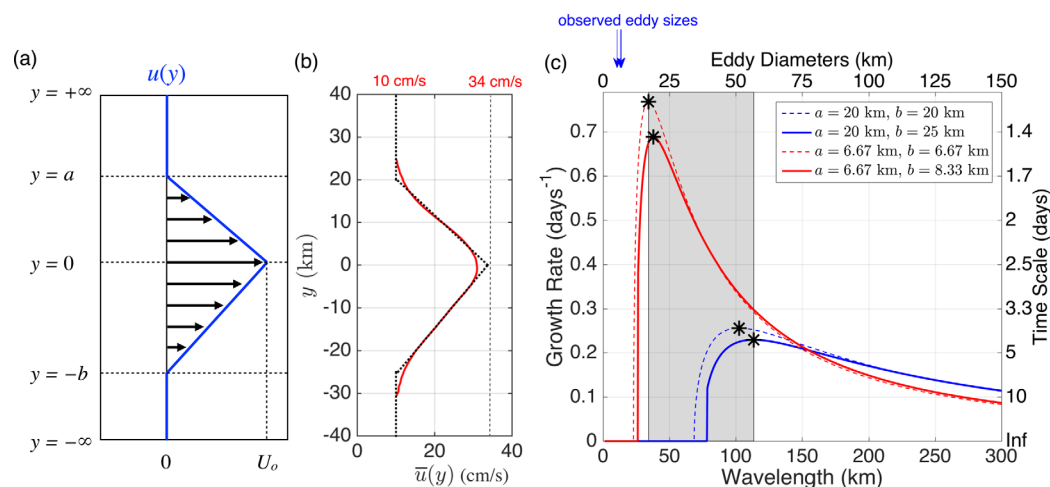 observed eddy sizes
(a)
u(y)
y = +∞
y = a
y = 0
y = −b
y = −∞
0
U_o
(b)
10 cm/s
34 cm/s
40
30
20
10
0
-10
-20
-30
-40
y (km)
0
20
40
u̅(y) (cm/s)
(c)
Eddy Diameters (km)
0
25
50
75
100
125
150
a = 20 km, b = 20 km
a = 20 km, b = 25 km
a = 6.67 km, b = 6.67 km
a = 6.67 km, b = 8.33 km
Growth Rate (days⁻¹)
0.7
0.6
0.5
0.4
0.3
0.2
0.1
0
Time Scale (days)
1.4
1.7
2
2.5
3.3
5
10
Inf
0
50
100
150
200
250
300
Wavelength (km)